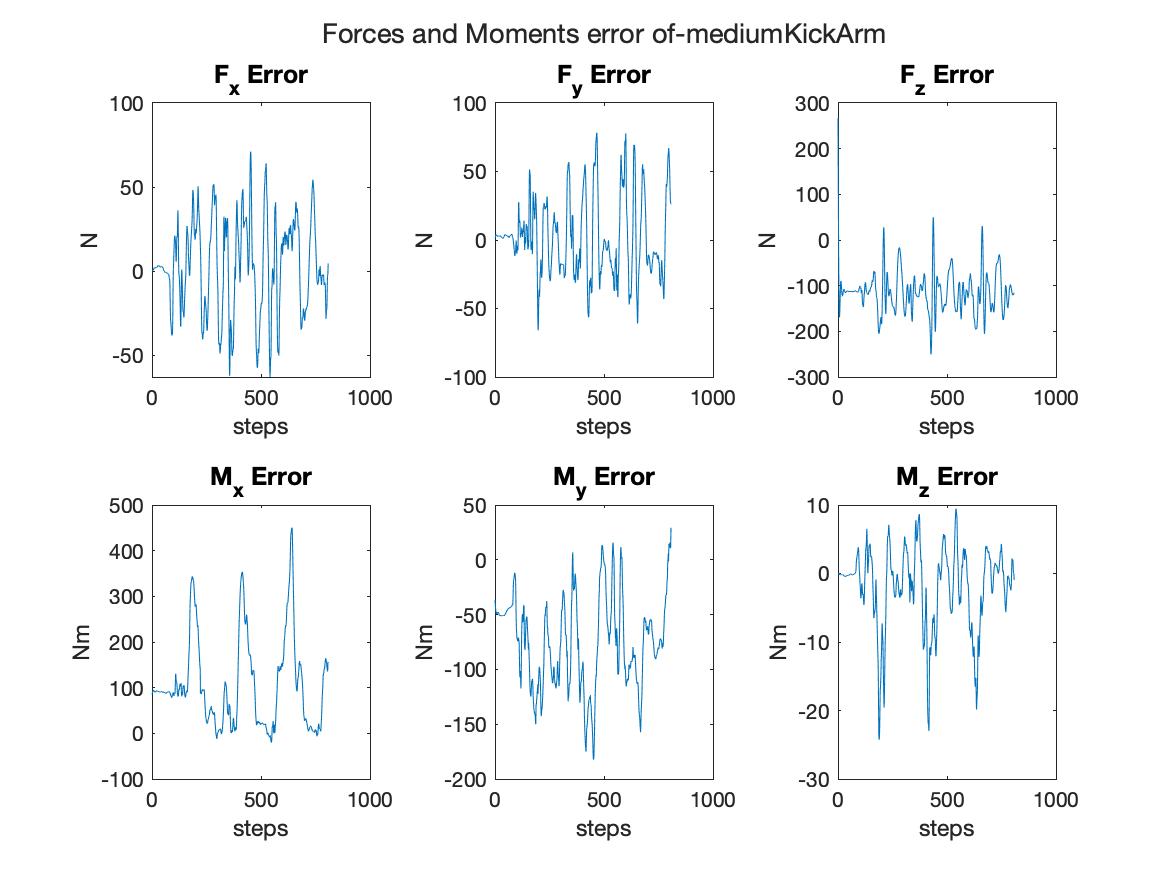 Forces and Moments error of-mediumKickArm
Fx Error
100
50
0
-50
N
0 500 1000
steps
Fy Error
100
50
0
-50
-100
N
0 500 1000
steps
Fz Error
300
200
100
0
-100
-200
-300
N
0 500 1000
steps
Mx Error
500
400
300
200
100
0
-100
Nm
0 500 1000
steps
My Error
50
0
-50
-100
-150
-200
Nm
0 500 1000
steps
Mz Error
10
0
-10
-20
-30
Nm
0 500 1000
steps